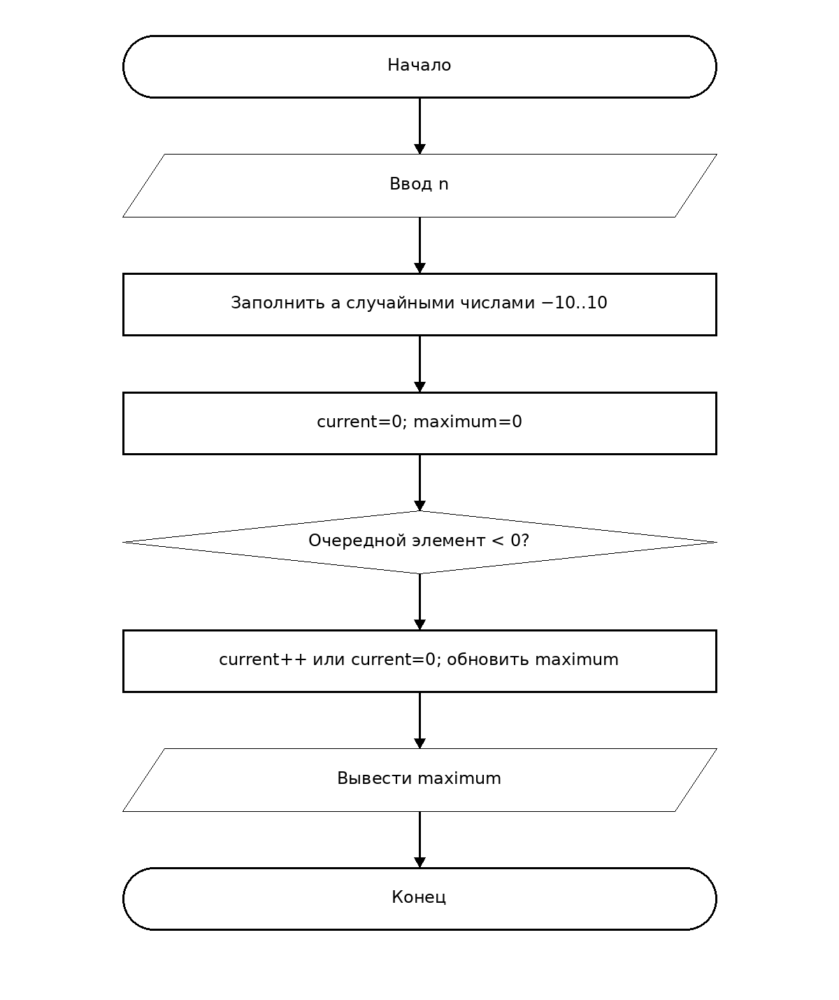 Начало
Ввод n
Заполнить a случайными числами −10..10
current=0; maximum=0
Очередной элемент < 0?
current++ или current=0; обновить maximum
Вывести maximum
Конец